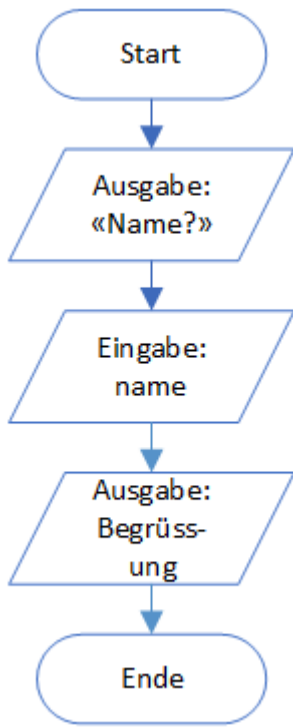 Start
Ausgabe:
«Name?»
Eingabe:
name
Ausgabe:
Begrüss-
ung
Ende